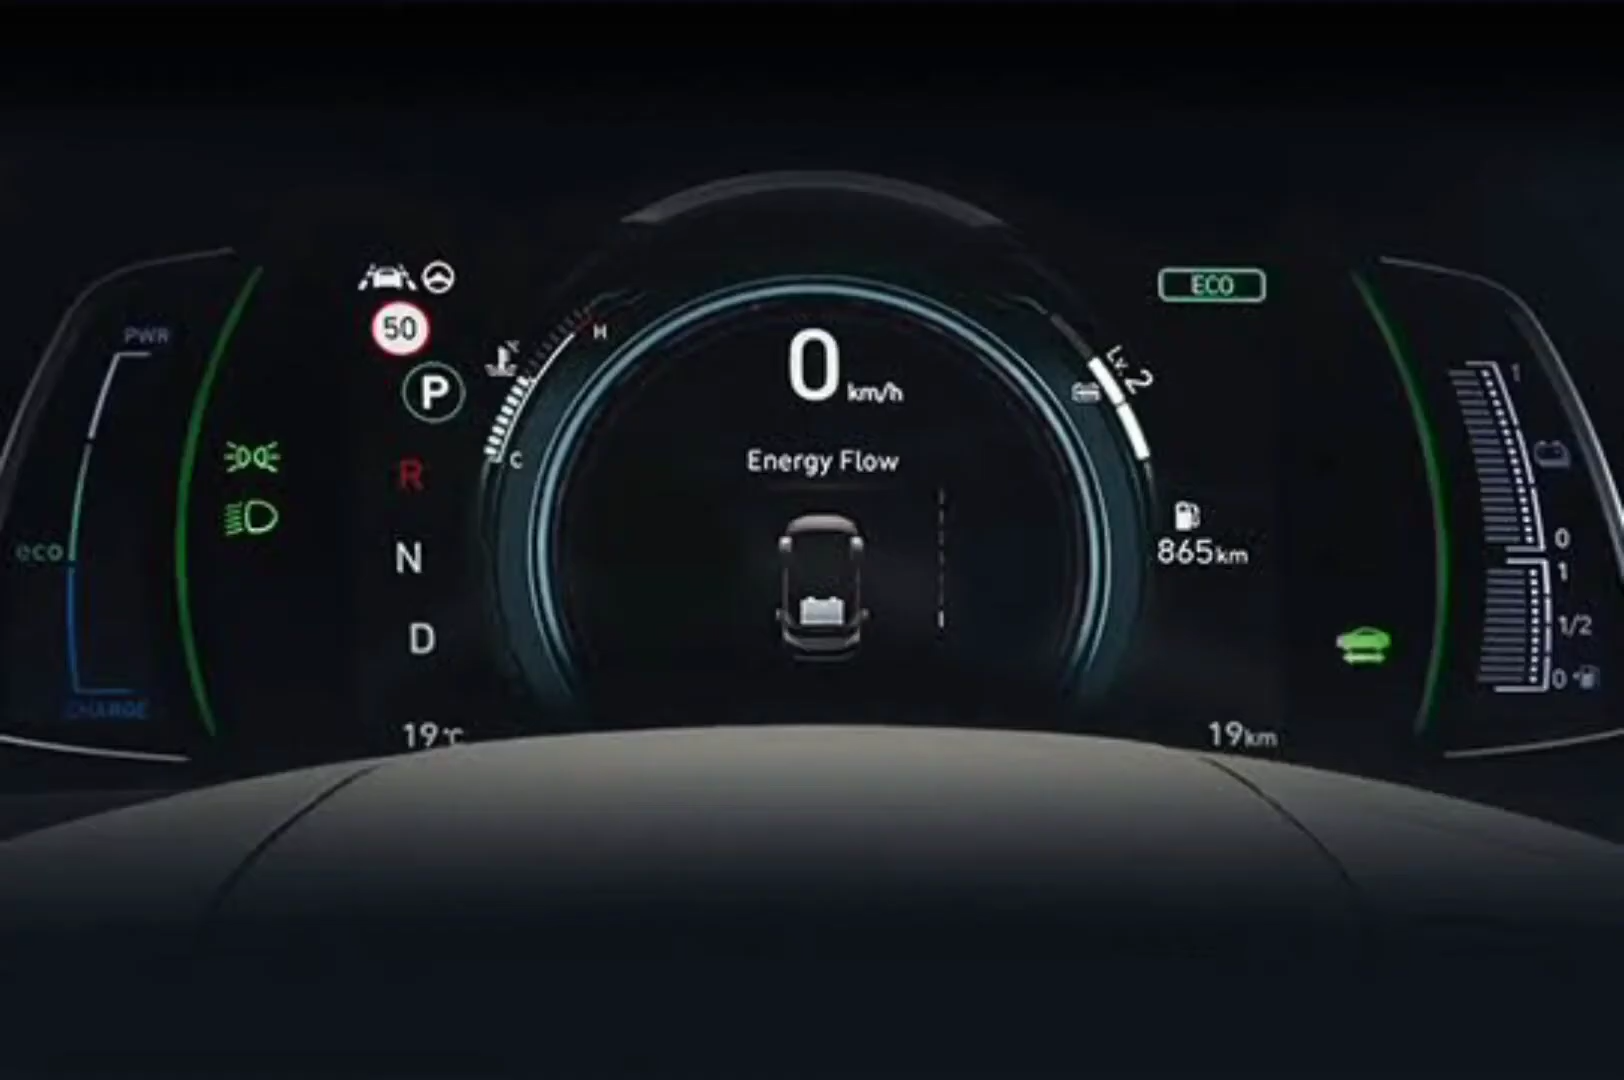 PWR
eco
CHARGE
50
P
R
N
D
19°C
H
C
0 km/h
Energy Flow
ECO
Lv. 2
865km
19km
1
0
1
1/2
0